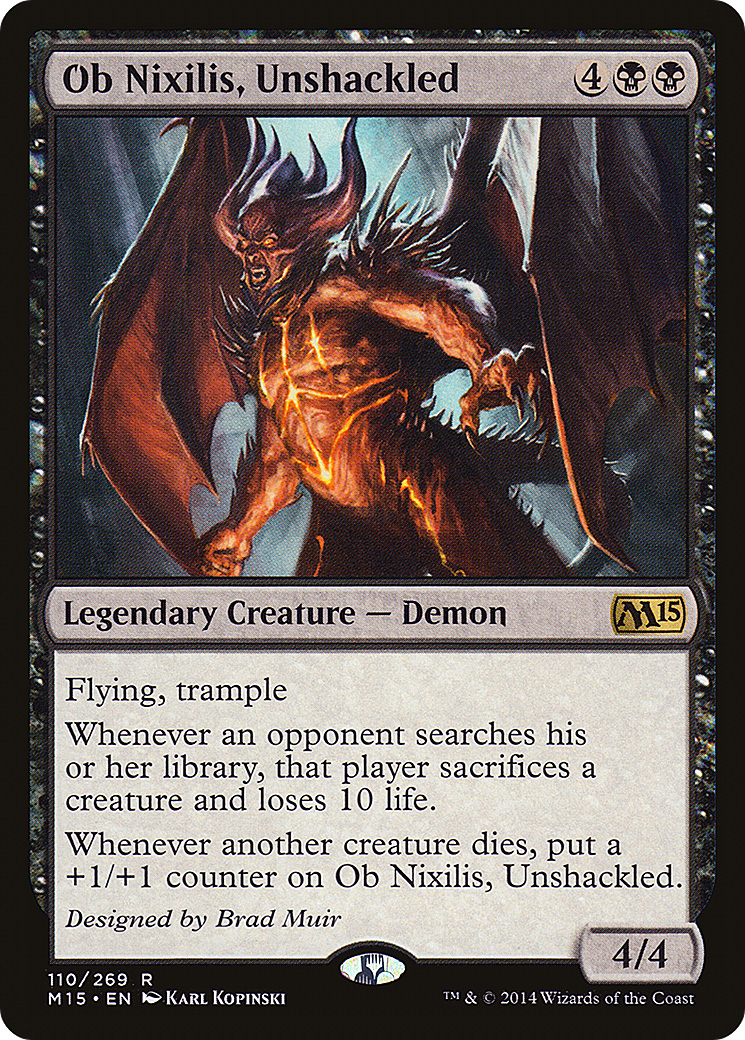 Ob Nixilis, Unshackled 4
Legendary Creature — Demon M15
Flying, trample
Whenever an opponent searches his
or her library, that player sacrifices a
creature and loses 10 life.
Whenever another creature dies, put a
+1/+1 counter on Ob Nixilis, Unshackled.
Designed by Brad Muir
4/4
110/269 R
M15 • EN Karl Kopinski
™ & © 2014 Wizards of the Coast